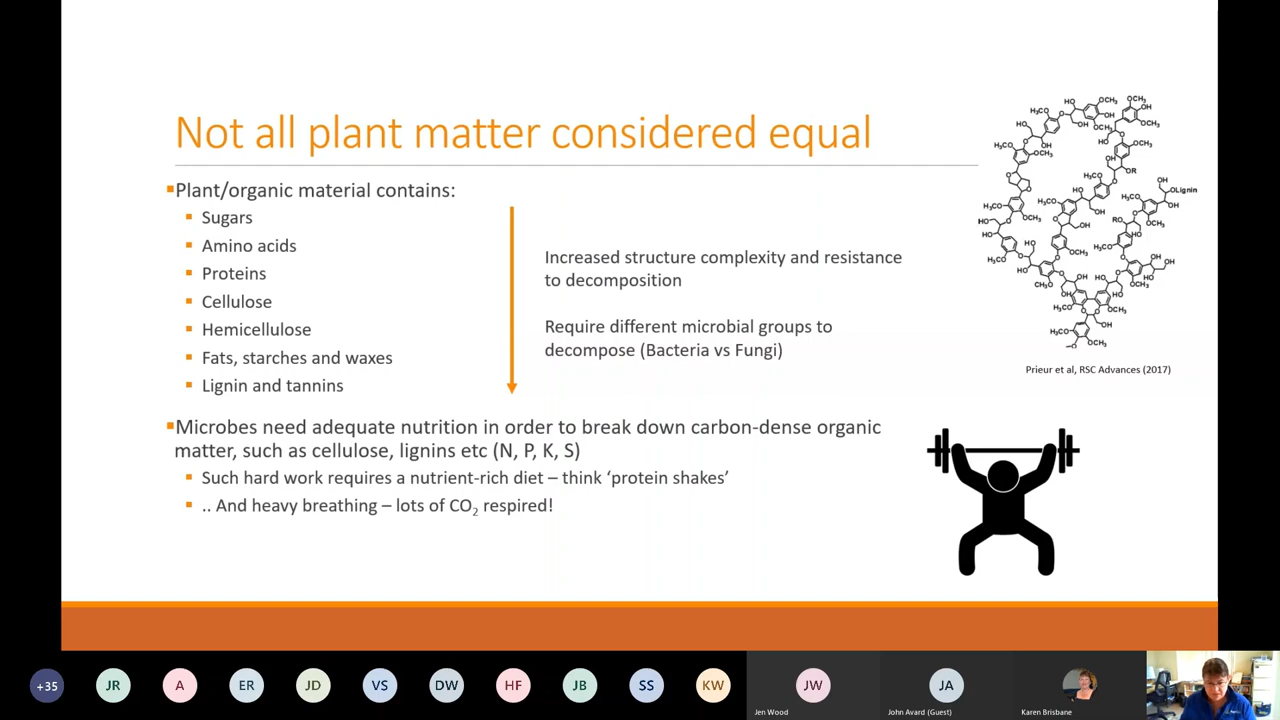 Not all plant matter considered equal
▪Plant/organic material contains:
▪ Sugars
▪ Amino acids
▪ Proteins
▪ Cellulose
▪ Hemicellulose
▪ Fats, starches and waxes
▪ Lignin and tannins
Increased structure complexity and resistance
to decomposition
Require different microbial groups to
decompose (Bacteria vs Fungi)
▪Microbes need adequate nutrition in order to break down carbon-dense organic
matter, such as cellulose, lignins etc (N, P, K, S)
▪ Such hard work requires a nutrient-rich diet – think ‘protein shakes’
▪ .. And heavy breathing – lots of CO₂ respired!
OLignin
Prieur et al, RSC Advances (2017)
+35
JR
A
ER
JD
VS
DW
HF
JB
SS
KW
JW
JA
Jen Wood
John Avard (Guest)
Karen Brisbane